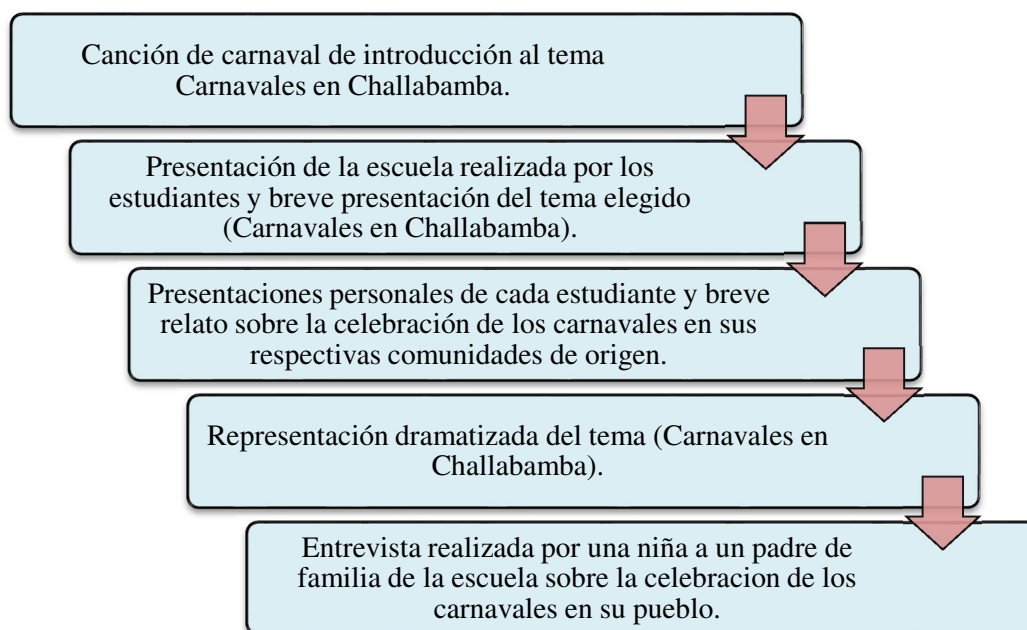 Canción de carnaval de introducción al tema
Carnavales en Challabamba.
Presentación de la escuela realizada por los
estudiantes y breve presentación del tema elegido
(Carnavales en Challabamba).
Presentaciones personales de cada estudiante y breve
relato sobre la celebración de los carnavales en sus
respectivas comunidades de origen.
Representación dramatizada del tema (Carnavales en
Challabamba).
Entrevista realizada por una niña a un padre de
familia de la escuela sobre la celebracion de los
carnavales en su pueblo.